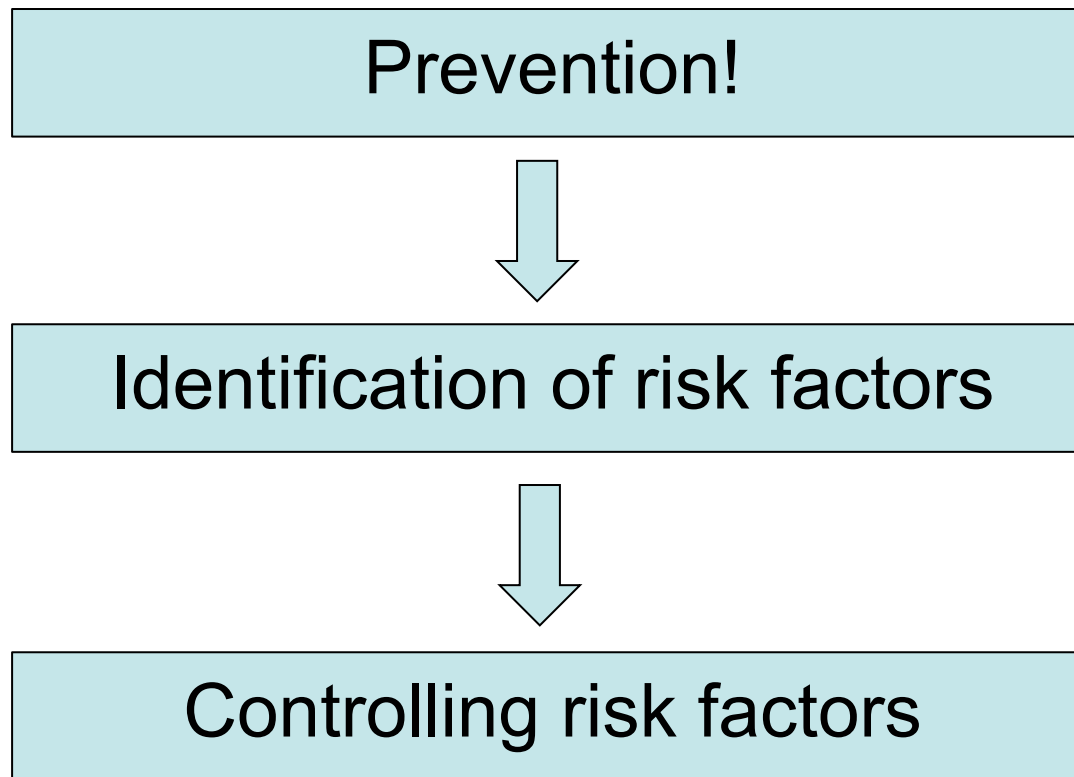 Prevention!
Identification of risk factors
Controlling risk factors